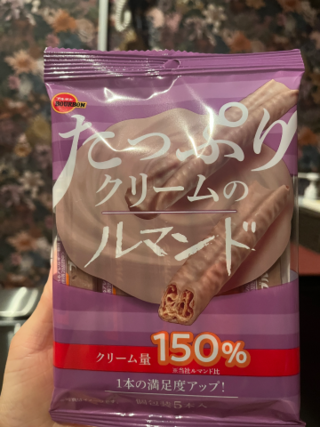 BOURBON
たっぷり
クリームの
ルマンド
クリーム量 150%
※当社ルマンド比
1本の満足度アップ!